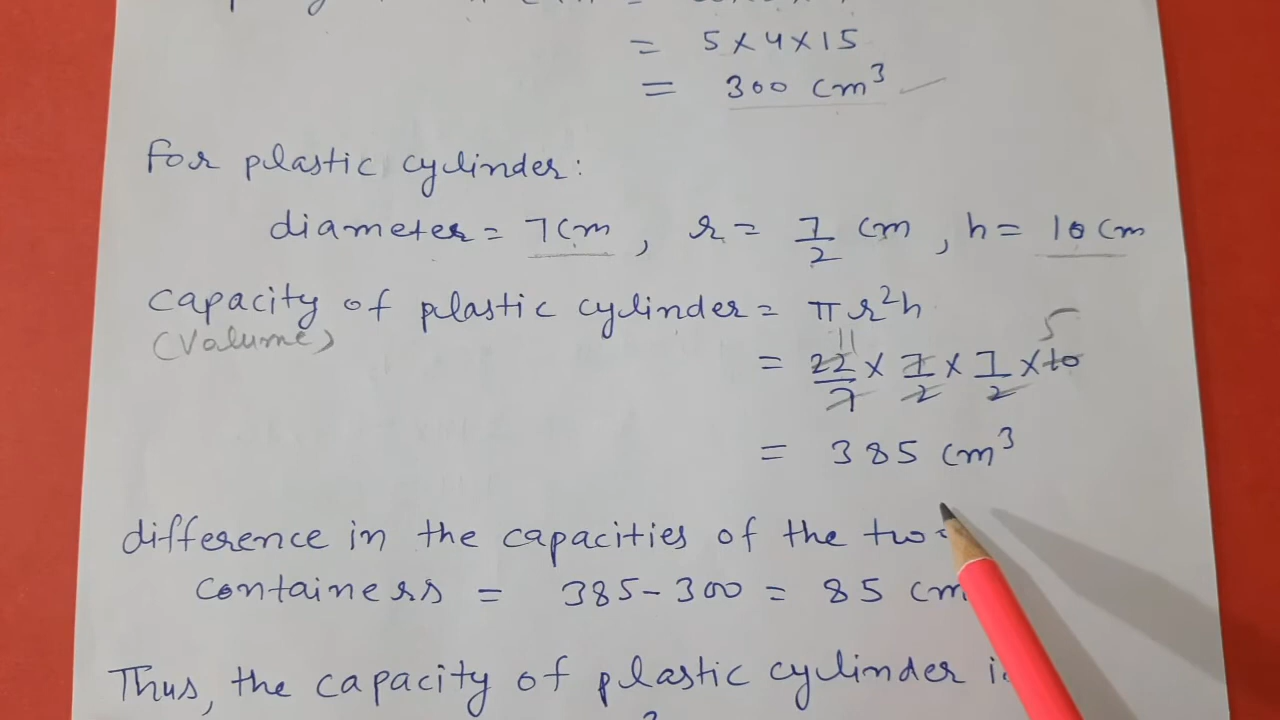 = 5 x 4 x 15
= 300 cm³
For plastic cylinder:
diameter = 7cm, r = 7/2 cm, h = 10 cm
capacity of plastic cylinder = πr²h
(Volume)
11 5
= 22/7 x 7/2 x 7/2 x 10
= 385 cm³
difference in the capacities of the two
containers = 385 - 300 = 85 cm
Thus, the capacity of plastic cylinder is